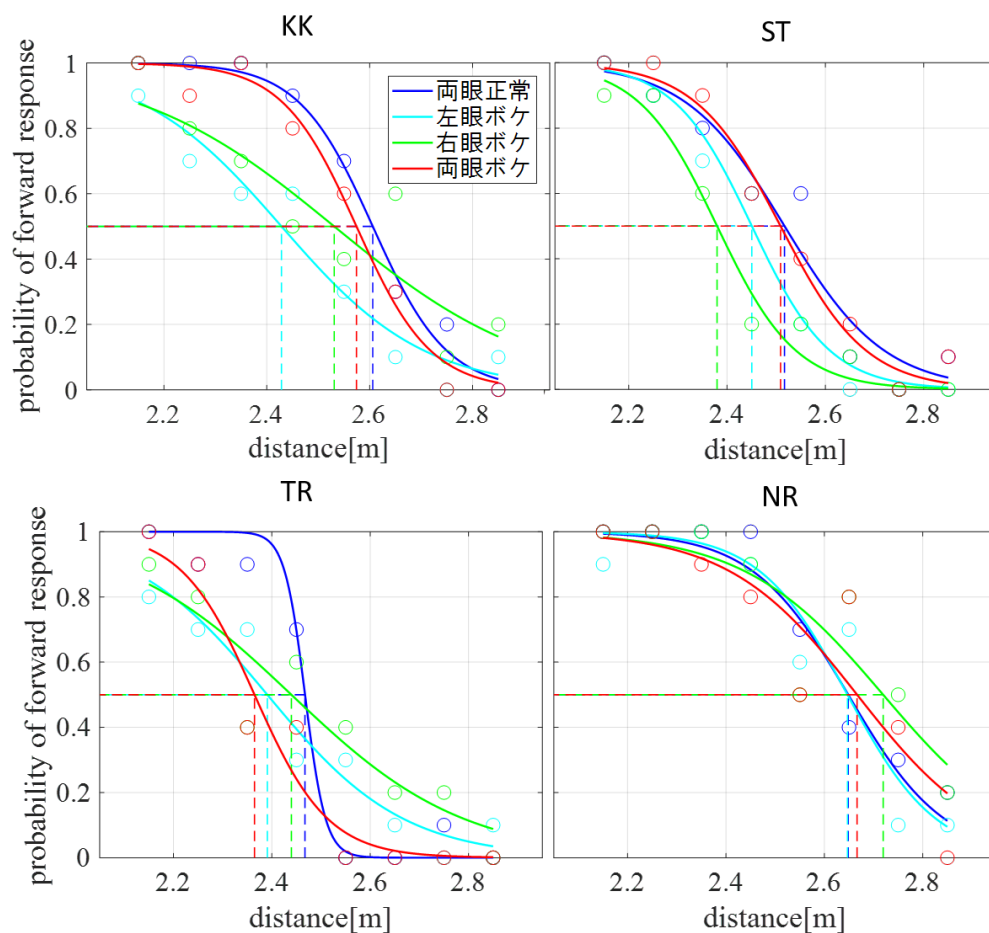 KK
ST
probability of forward response
1
0.8
0.6
0.4
0.2
0
両眼正常
左眼ボケ
右眼ボケ
両眼ボケ
2.2 2.4 2.6 2.8
distance[m]
2.2 2.4 2.6 2.8
distance[m]
TR
NR
probability of forward response
1
0.8
0.6
0.4
0.2
0
2.2 2.4 2.6 2.8
distance[m]
2.2 2.4 2.6 2.8
distance[m]